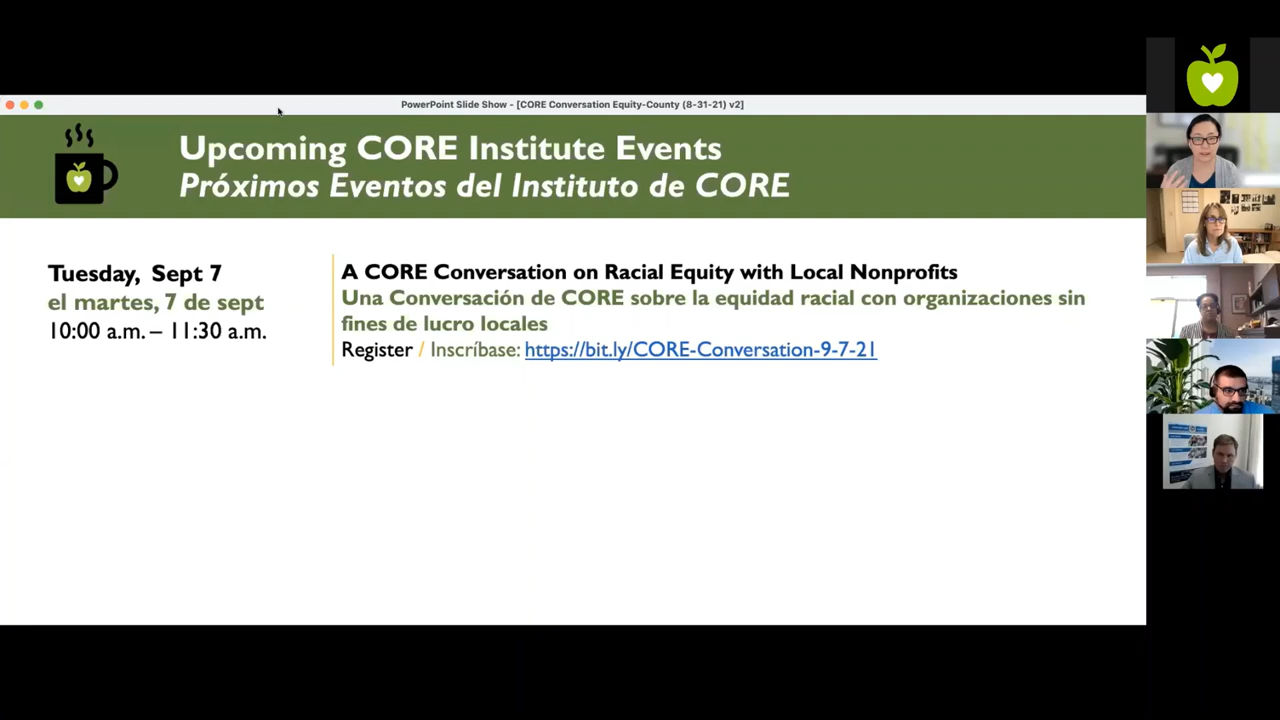 PowerPoint Slide Show - [CORE Conversation Equity-County (8-31-21) v2]
Upcoming CORE Institute Events
Próximos Eventos del Instituto de CORE
Tuesday, Sept 7
el martes, 7 de sept
10:00 a.m. – 11:30 a.m.
A CORE Conversation on Racial Equity with Local Nonprofits
Una Conversación de CORE sobre la equidad racial con organizaciones sin
fines de lucro locales
Register / Inscríbase: https://bit.ly/CORE-Conversation-9-7-21